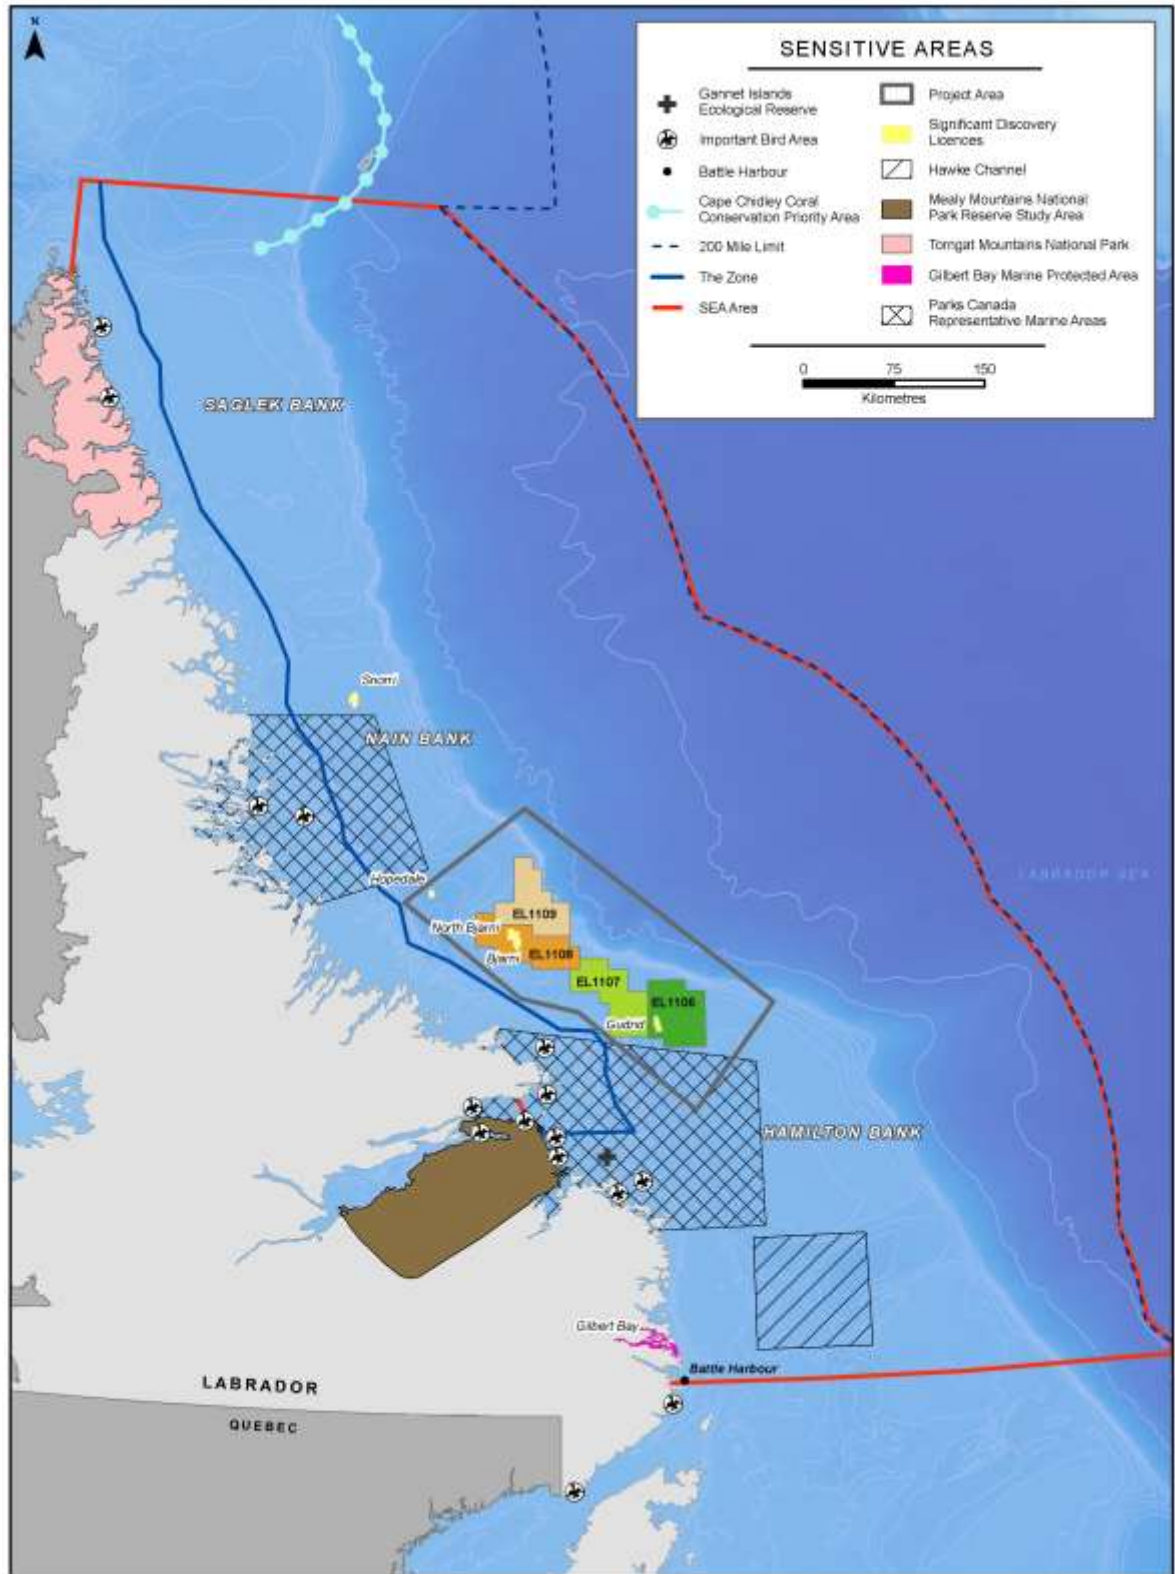 N
SENSITIVE AREAS
Gannet Islands
Ecological Reserve
Important Bird Area
Battle Harbour
Cape Chidley Coral
Conservation Priority Area
200 Mile Limit
The Zone
SEA Area
Project Area
Significant Discovery
Licences
Hawke Channel
Mealy Mountains National
Park Reserve Study Area
Torngat Mountains National Park
Gilbert Bay Marine Protected Area
Parks Canada
Representative Marine Areas
0 75 150
Kilometres
SAGLEK BANK
Snorri
NAIN BANK
Hopedale
LABRADOR SEA
EL1109
North Bjarni
Bjarni
EL1108
EL1107
EL1106
Gudrid
HAMILTON BANK
Gilbert Bay
Battle Harbour
LABRADOR
QUEBEC